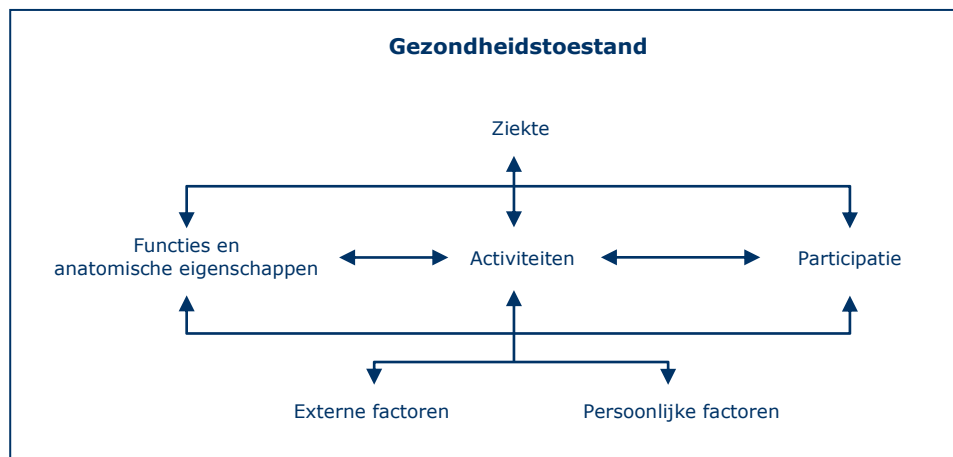 Gezondheidstoestand
Ziekte
Functies en
anatomische eigenschappen
Activiteiten
Participatie
Externe factoren
Persoonlijke factoren